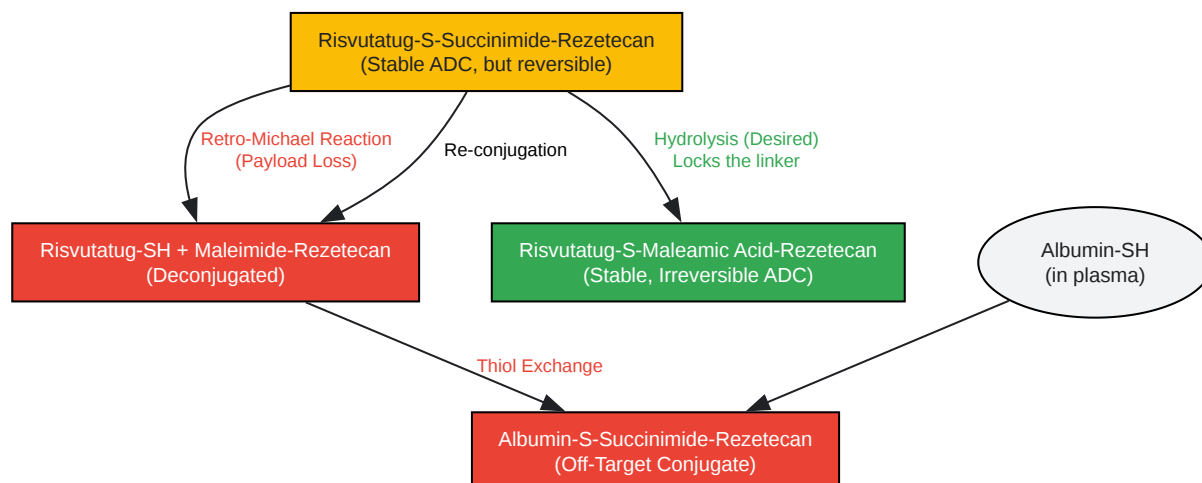 Risvutatug-S-Succinimide-Rezetecan
(Stable ADC, but reversible)
Retro-Michael Reaction
(Payload Loss)
Re-conjugation
Hydrolysis (Desired)
Locks the linker
Risvutatug-SH + Maleimide-Rezetecan
(Deconjugated)
Risvutatug-S-Maleamic Acid-Rezetecan
(Stable, Irreversible ADC)
Albumin-SH
(in plasma)
Thiol Exchange
Albumin-S-Succinimide-Rezetecan
(Off-Target Conjugate)